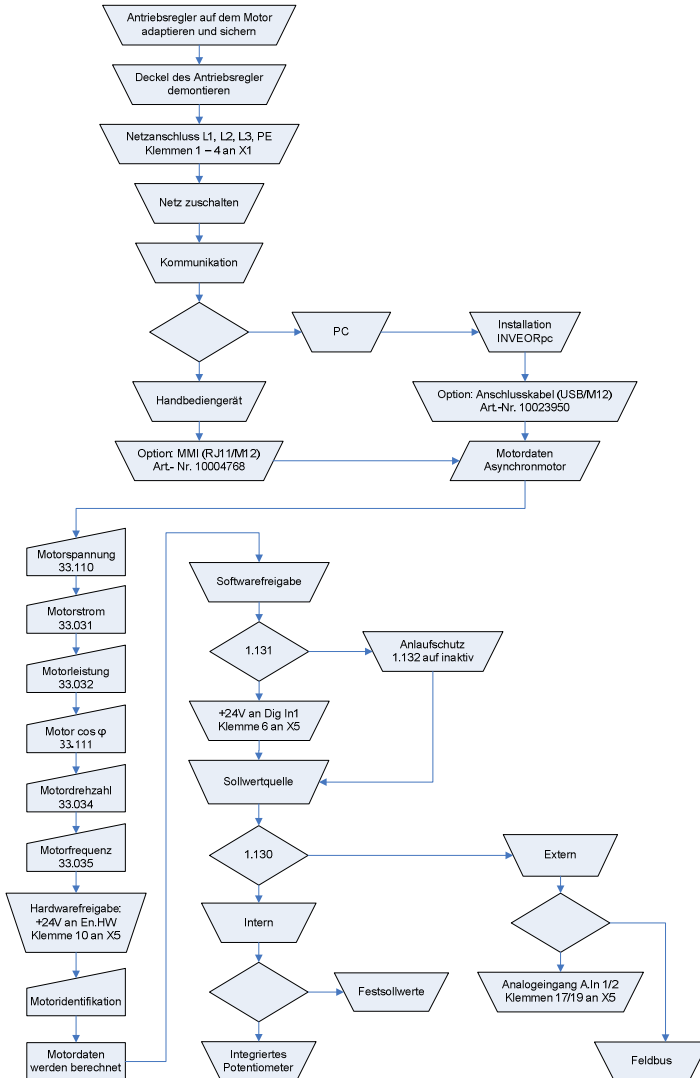 Antriebsregler auf dem Motor
adaptieren und sichern
Deckel des Antriebsregler
demontieren
Netzanschluss L1, L2, L3, PE
Klemmen 1 – 4 an X1
Netz zuschalten
Kommunikation
PC
Installation
INVEORpc
Handbediengerät
Option: Anschlusskabel (USB/M12)
Art.-Nr. 10023950
Option: MMI (RJ11/M12)
Art.- Nr. 10004768
Motordaten
Asynchronmotor
Motorspannung
33.110
Motorstrom
33.031
Motorleistung
33.032
Motor cos φ
33.111
Motordrehzahl
33.034
Motorfrequenz
33.035
Hardwarefreigabe:
+24V an En.HW
Klemme 10 an X5
Motoridentifikation
Motordaten
werden berechnet
Softwarefreigabe
1.131
Anlaufschutz
1.132 auf inaktiv
+24V an Dig In1
Klemme 6 an X5
Sollwertquelle
1.130
Extern
Intern
Festsollwerte
Analogeingang A.In 1/2
Klemmen 17/19 an X5
Integriertes
Potentiometer
Feldbus